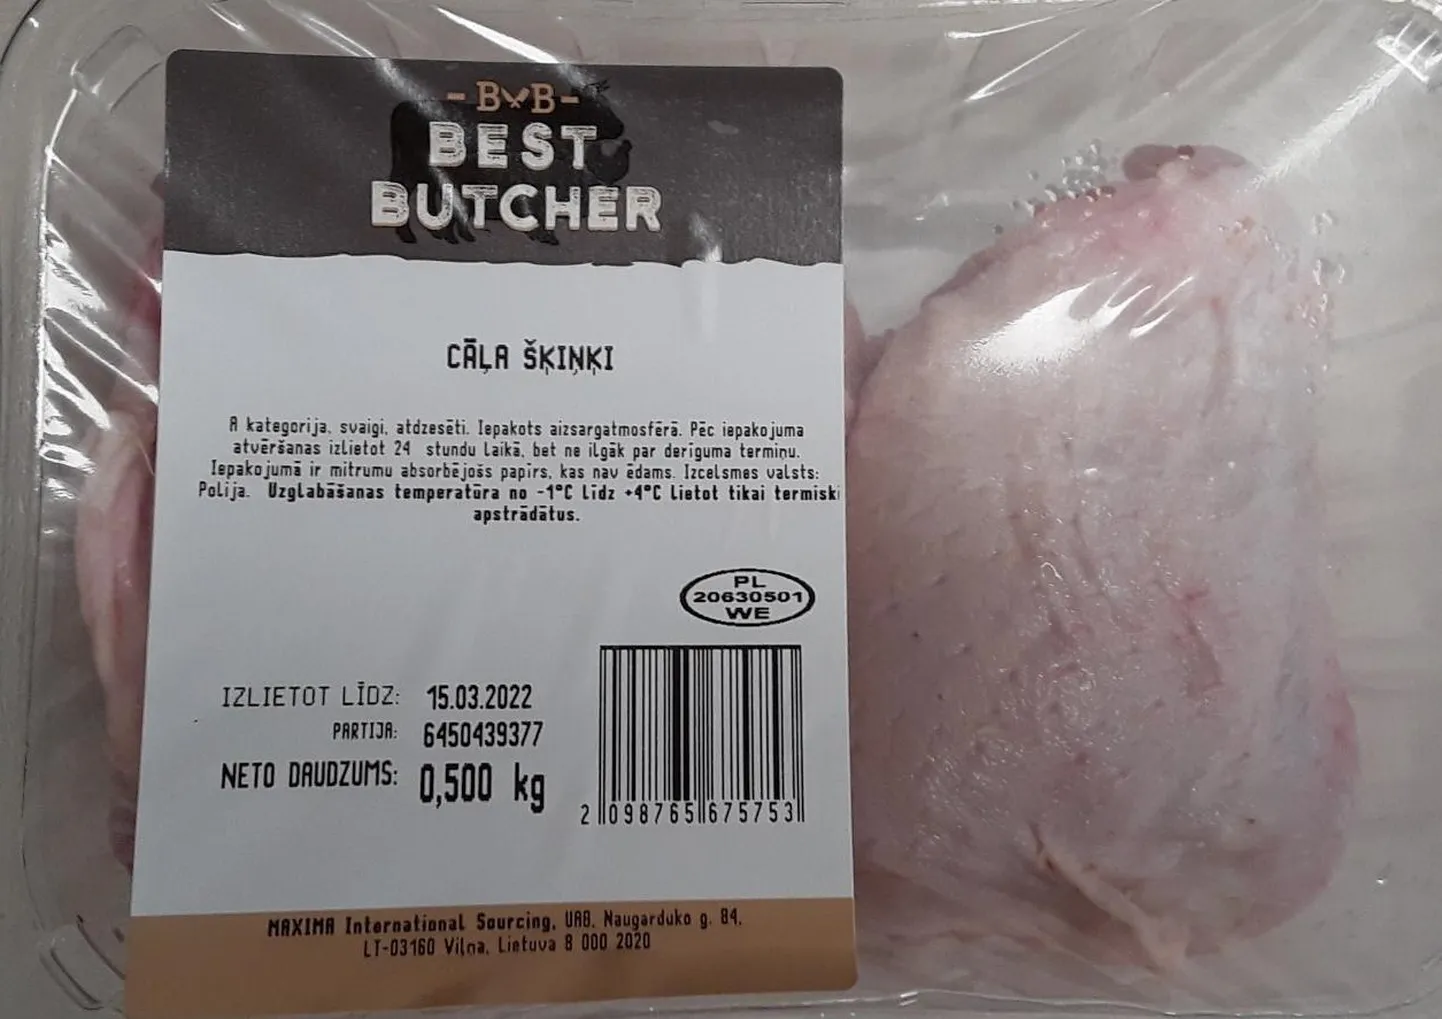 B B
BEST
BUTCHER
CĀĻA ŠĶIŅĶI
A kategorija, svaigi, atdzesēti. Iepakots aizsargatmosfērā. Pēc iepakojuma
atvēršanas izlietot 24 stundu laikā, bet ne ilgāk par derīguma termiņu.
Iepakojumā ir mitrumu absorbējošs papīrs, kas nav ēdams. Izcelsmes valsts:
Polija. Uzglabāšanas temperatūra no -1°C līdz +4°C Lietot tikai termiski
apstrādātus.
PL
20630501
WE
IZLIETOT LĪDZ: 15.03.2022
PARTIJA: 6450439377
NETO DAUDZUMS: 0,500 kg
2 098765 675753
MAXIMA International Sourcing, UAB, Naugarduko g. 84,
LT-03160 Viļņa, Lietuva 8 000 2020